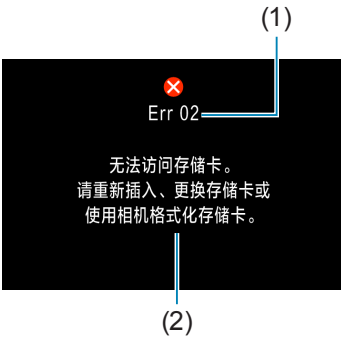 (1)
Err 02
无法访问存储卡。
请重新插入、更换存储卡或
使用相机格式化存储卡。
(2)